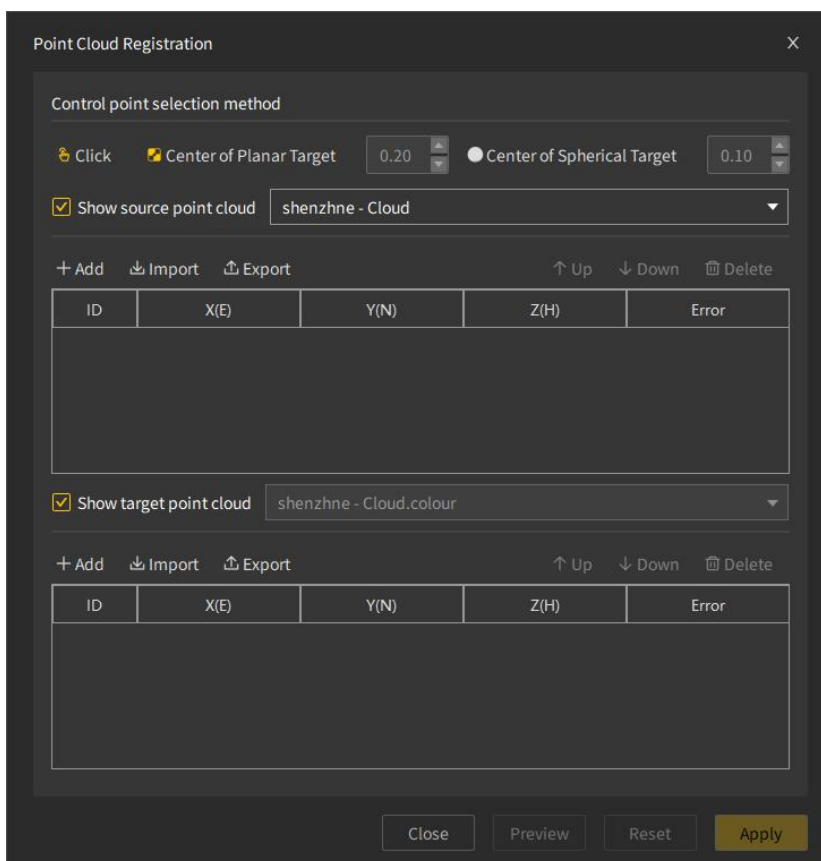 Point Cloud Registration X
Control point selection method
Click Center of Planar Target 0.20 Center of Spherical Target 0.10
Show source point cloud shenzhne - Cloud
Add Import Export Up Down Delete
ID X(E) Y(N) Z(H) Error
Show target point cloud shenzhne - Cloud.colour
Add Import Export Up Down Delete
ID X(E) Y(N) Z(H) Error
Close Preview Reset Apply